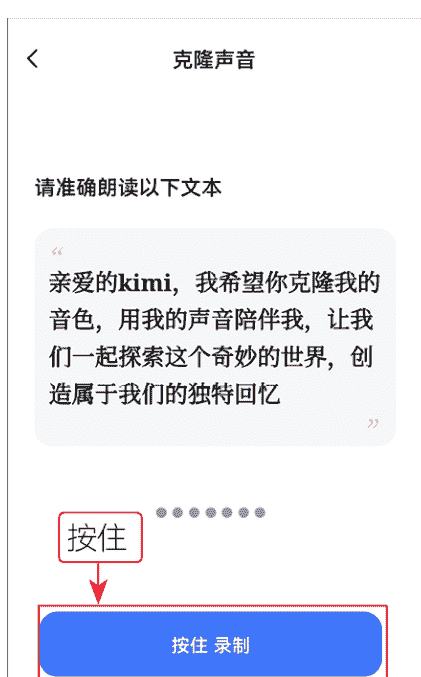 克隆声音
请准确朗读以下文本
“
亲爱的kimi，我希望你克隆我的
音色，用我的声音陪伴我，让我
们一起探索这个奇妙的世界，创
造属于我们的独特回忆
”
按住
按住 录制